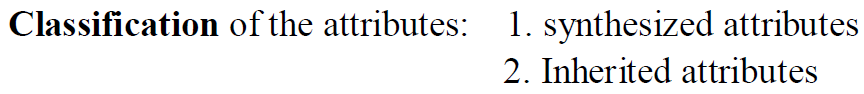 Classification of the attributes: 1. synthesized attributes
2. Inherited attributes